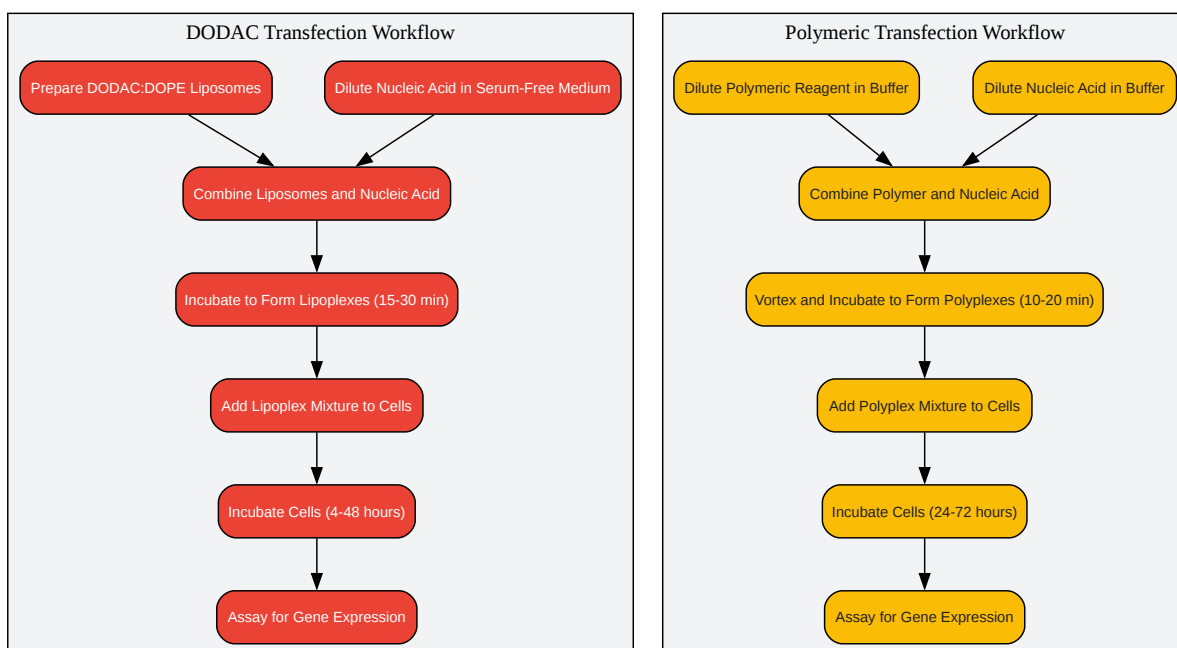 DODAC Transfection Workflow
Prepare DODAC:DOPE Liposomes
Dilute Nucleic Acid in Serum-Free Medium
Combine Liposomes and Nucleic Acid
Incubate to Form Lipoplexes (15-30 min)
Add Lipoplex Mixture to Cells
Incubate Cells (4-48 hours)
Assay for Gene Expression
Polymeric Transfection Workflow
Dilute Polymeric Reagent in Buffer
Dilute Nucleic Acid in Buffer
Combine Polymer and Nucleic Acid
Vortex and Incubate to Form Polyplexes (10-20 min)
Add Polyplex Mixture to Cells
Incubate Cells (24-72 hours)
Assay for Gene Expression